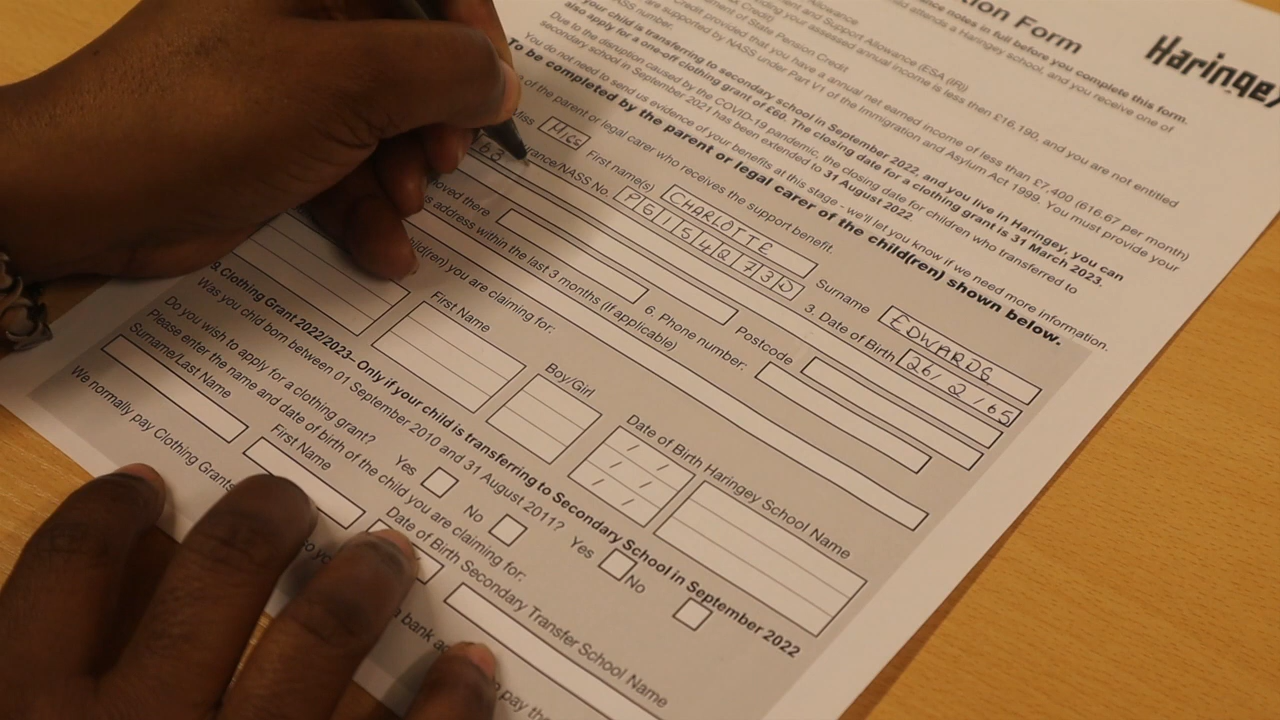 ion Form
Haringey
ance notes in full before you complete this form.
attends a Haringey school, and you receive one of
Allowance
and Support Allowance (ESA (IR))
your assessed annual income is less than £16,190, and you are not entitled
of State Pension Credit
Credit provided that you have a annual net earned income of less than £7,400 (616.67 per month)
are supported by NASS under Part V1 of the Immigration and Asylum Act 1999. You must provide your
NASS number.
your child is transferring to secondary school in September 2022, and you live in Haringey, you can
also apply for a one-off clothing grant of £60. The closing date for a clothing grant is 31 March 2023.
Due to the disruption caused by the COVID-19 pandemic, the closing date for children who transferred to
secondary school in September 2021 has been extended to 31 August 2022.
You do not need to send us evidence of your benefits at this stage - we'll let you know if we need more information.
To be completed by the parent or legal carer of the child(ren) shown below.
of the parent or legal carer who receives the support benefit.
Miss
First name(s) CHARLOTTE Surname EDWARDS
rance/NASS No. 3. Date of Birth 26/2/65
63
Postcode
moved there
6. Phone number:
address within the last 3 months (If applicable)
child(ren) you are claiming for:
First Name Boy/Girl Date of Birth Haringey School Name
/ /
/ /
/ /
Clothing Grant 2022/2023– Only if your child is transferring to Secondary School in September 2022
Was you child born between 01 September 2010 and 31 August 2011? Yes No
Do you wish to apply for a clothing grant? Yes No
Please enter the name and date of birth of the child you are claiming for:
Surname/Last Name First Name Date of Birth Secondary Transfer School Name
We normally pay Clothing Grants
bank
pay the